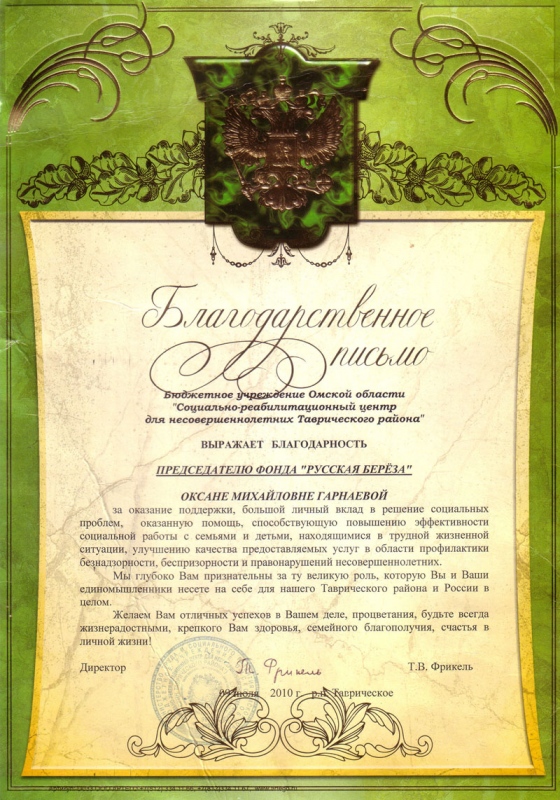 Благодарственное
письмо
Бюджетное учреждение Омской области
"Социально-реабилитационный центр
для несовершеннолетних Таврического района"
ВЫРАЖАЕТ БЛАГОДАРНОСТЬ
ПРЕДСЕДАТЕЛЮ ФОНДА "РУССКАЯ БЕРЁЗА"
ОКСАНЕ МИХАЙЛОВНЕ ГАРНАЕВОЙ
за оказание поддержки, большой личный вклад в решение социальных
проблем, оказанную помощь, способствующую повышению эффективности
социальной работы с семьями и детьми, находящимися в трудной жизненной
ситуации, улучшению качества предоставляемых услуг в области профилактики
безнадзорности, беспризорности и правонарушений несовершеннолетних.
Мы глубоко Вам признательны за ту великую роль, которую Вы и Ваши
единомышленники несете на себе для нашего Таврического района и России в
целом.
Желаем Вам отличных успехов в Вашем деле, процветания, будьте всегда
жизнерадостными, крепкого Вам здоровья, семейного благополучия, счастья в
личной жизни!
Директор Фрикель Т.В. Фрикель
09 июля 2010 г р.п. Таврическое